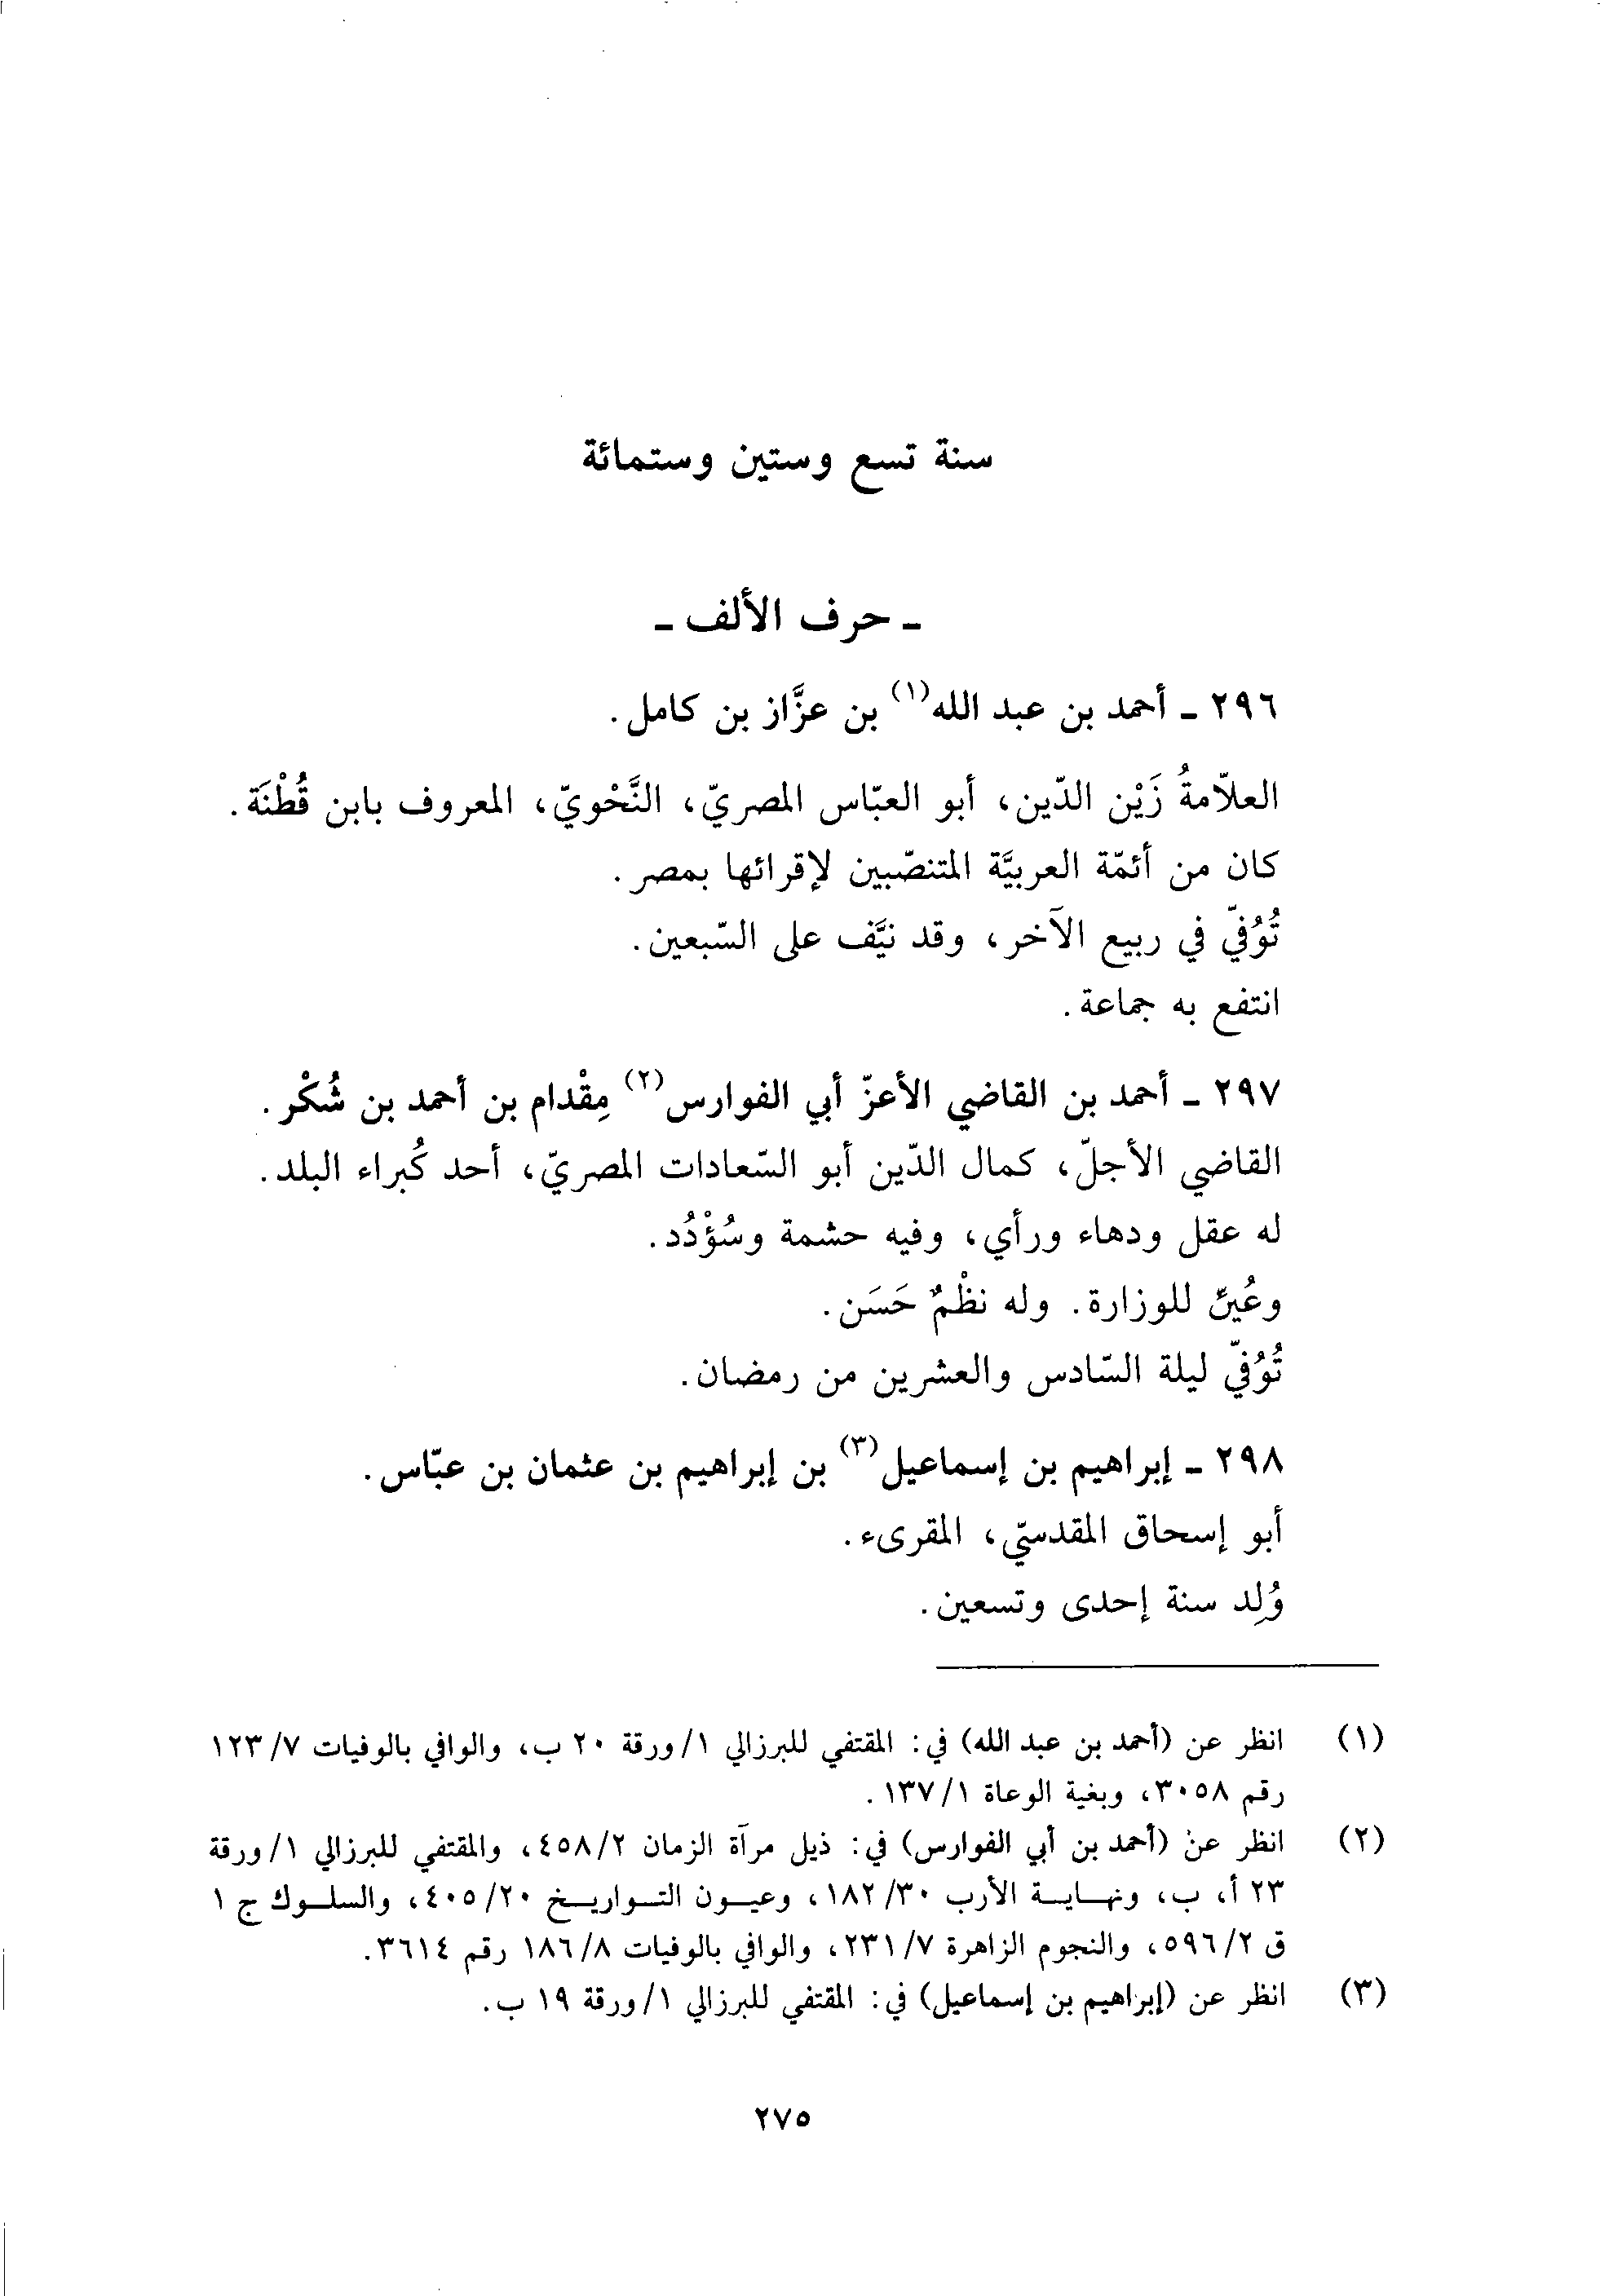 سنة تسع وستين وستمائة
ـ حرف الألف ـ
٢٩٦ ـ أحمد بن عبد الله(١) بن عزَّاز بن كامل.
العلاّمةُ زَيْن الدّين، أبو العبّاس المصريّ، النَّحْويّ، المعروف بابن قُطْنَة.
كان من أئمّة العربيَّة المتنصّبين لإقرائها بمصر.
تُوُفّي في ربيع الآخر، وقد نيَّف على السّبعين.
انتفع به جماعة.
٢٩٧ ـ أحمد بن القاضي الأعزّ أبي الفوارس(٢) مِقْدام بن أحمد بن شُكْر.
القاضي الأجلّ، كمال الدّين أبو السّعادات المصريّ، أحد كُبراء البلد.
له عقل ودهاء ورأي، وفيه حشمة وسُؤْدُد.
وعُيِّن للوزارة. وله نظْمٌ حَسَن.
تُوُفّي ليلة السّادس والعشرين من رمضان.
٢٩٨ ـ إبراهيم بن إسماعيل(٣) بن إبراهيم بن عثمان بن عبّاس.
أبو إسحاق المقدسيّ، المقرىء.
وُلِد سنة إحدى وتسعين.
(١) انظر عن (أحمد بن عبد الله) في: المقتفي للبرزالي ١/ورقة ٢٠ ب، والوافي بالوفيات ١٢٣/٧
رقم ٣٠٥٨، وبغية الوعاة ١٣٧/١.
(٢) انظر عن (أحمد بن أبي الفوارس) في: ذيل مرآة الزمان ٤٥٨/٢، والمقتفي للبرزالي ١/ورقة
٢٣ أ، ب، ونهاية الأرب ١٨٢/٣٠، وعيون التواريخ ٤٠٥/٢٠، والسلوك ج ١
ق ٥٩٦/٢، والنجوم الزاهرة ٢٣١/٧، والوافي بالوفيات ١٨٦/٨ رقم ٣٦١٤.
(٣) انظر عن (إبراهيم بن إسماعيل) في: المقتفي للبرزالي ١/ورقة ١٩ ب.
٢٧٥